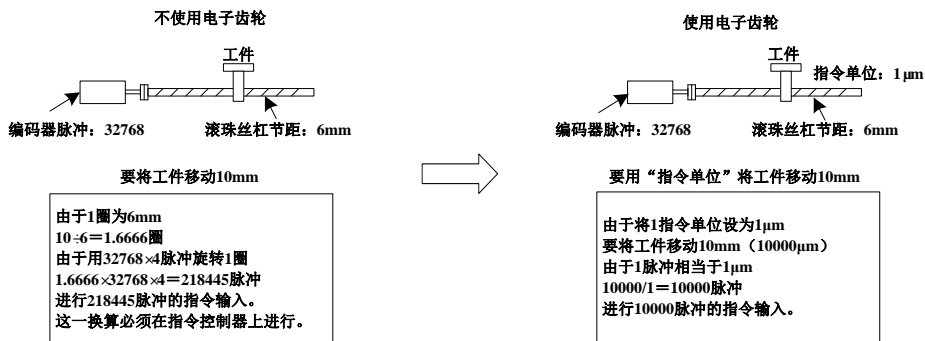 不使用电子齿轮
工件
编码器脉冲：32768
滚珠丝杠节距：6mm
要将工件移动10mm
由于1圈为6mm
10÷6＝1.6666圈
由于用32768×4脉冲旋转1圈
1.6666×32768×4＝218445脉冲
进行218445脉冲的指令输入。
这一换算必须在指令控制器上进行。
使用电子齿轮
工件
指令单位：1μm
编码器脉冲：32768
滚珠丝杠节距：6mm
要用“指令单位”将工件移动10mm
由于将1指令单位设为1μm
要将工件移动10mm（10000μm）
由于1脉冲相当于1μm
10000/1＝10000脉冲
进行10000脉冲的指令输入。